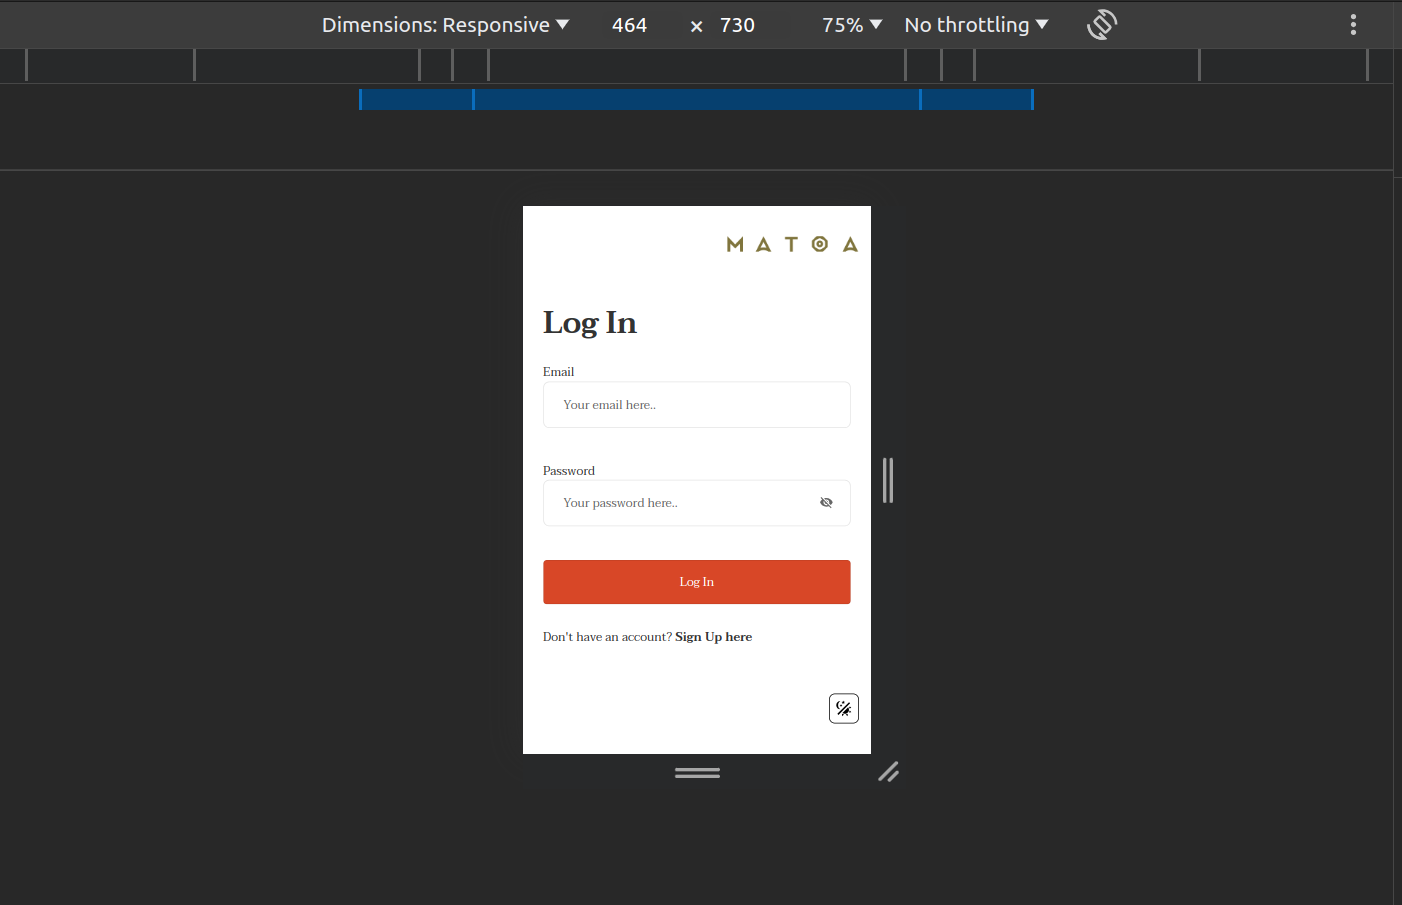 Dimensions: Responsive 464 × 730 75% No throttling
MATOA
Log In
Email
Your email here..
Password
Your password here..
Log In
Don't have an account? Sign Up here